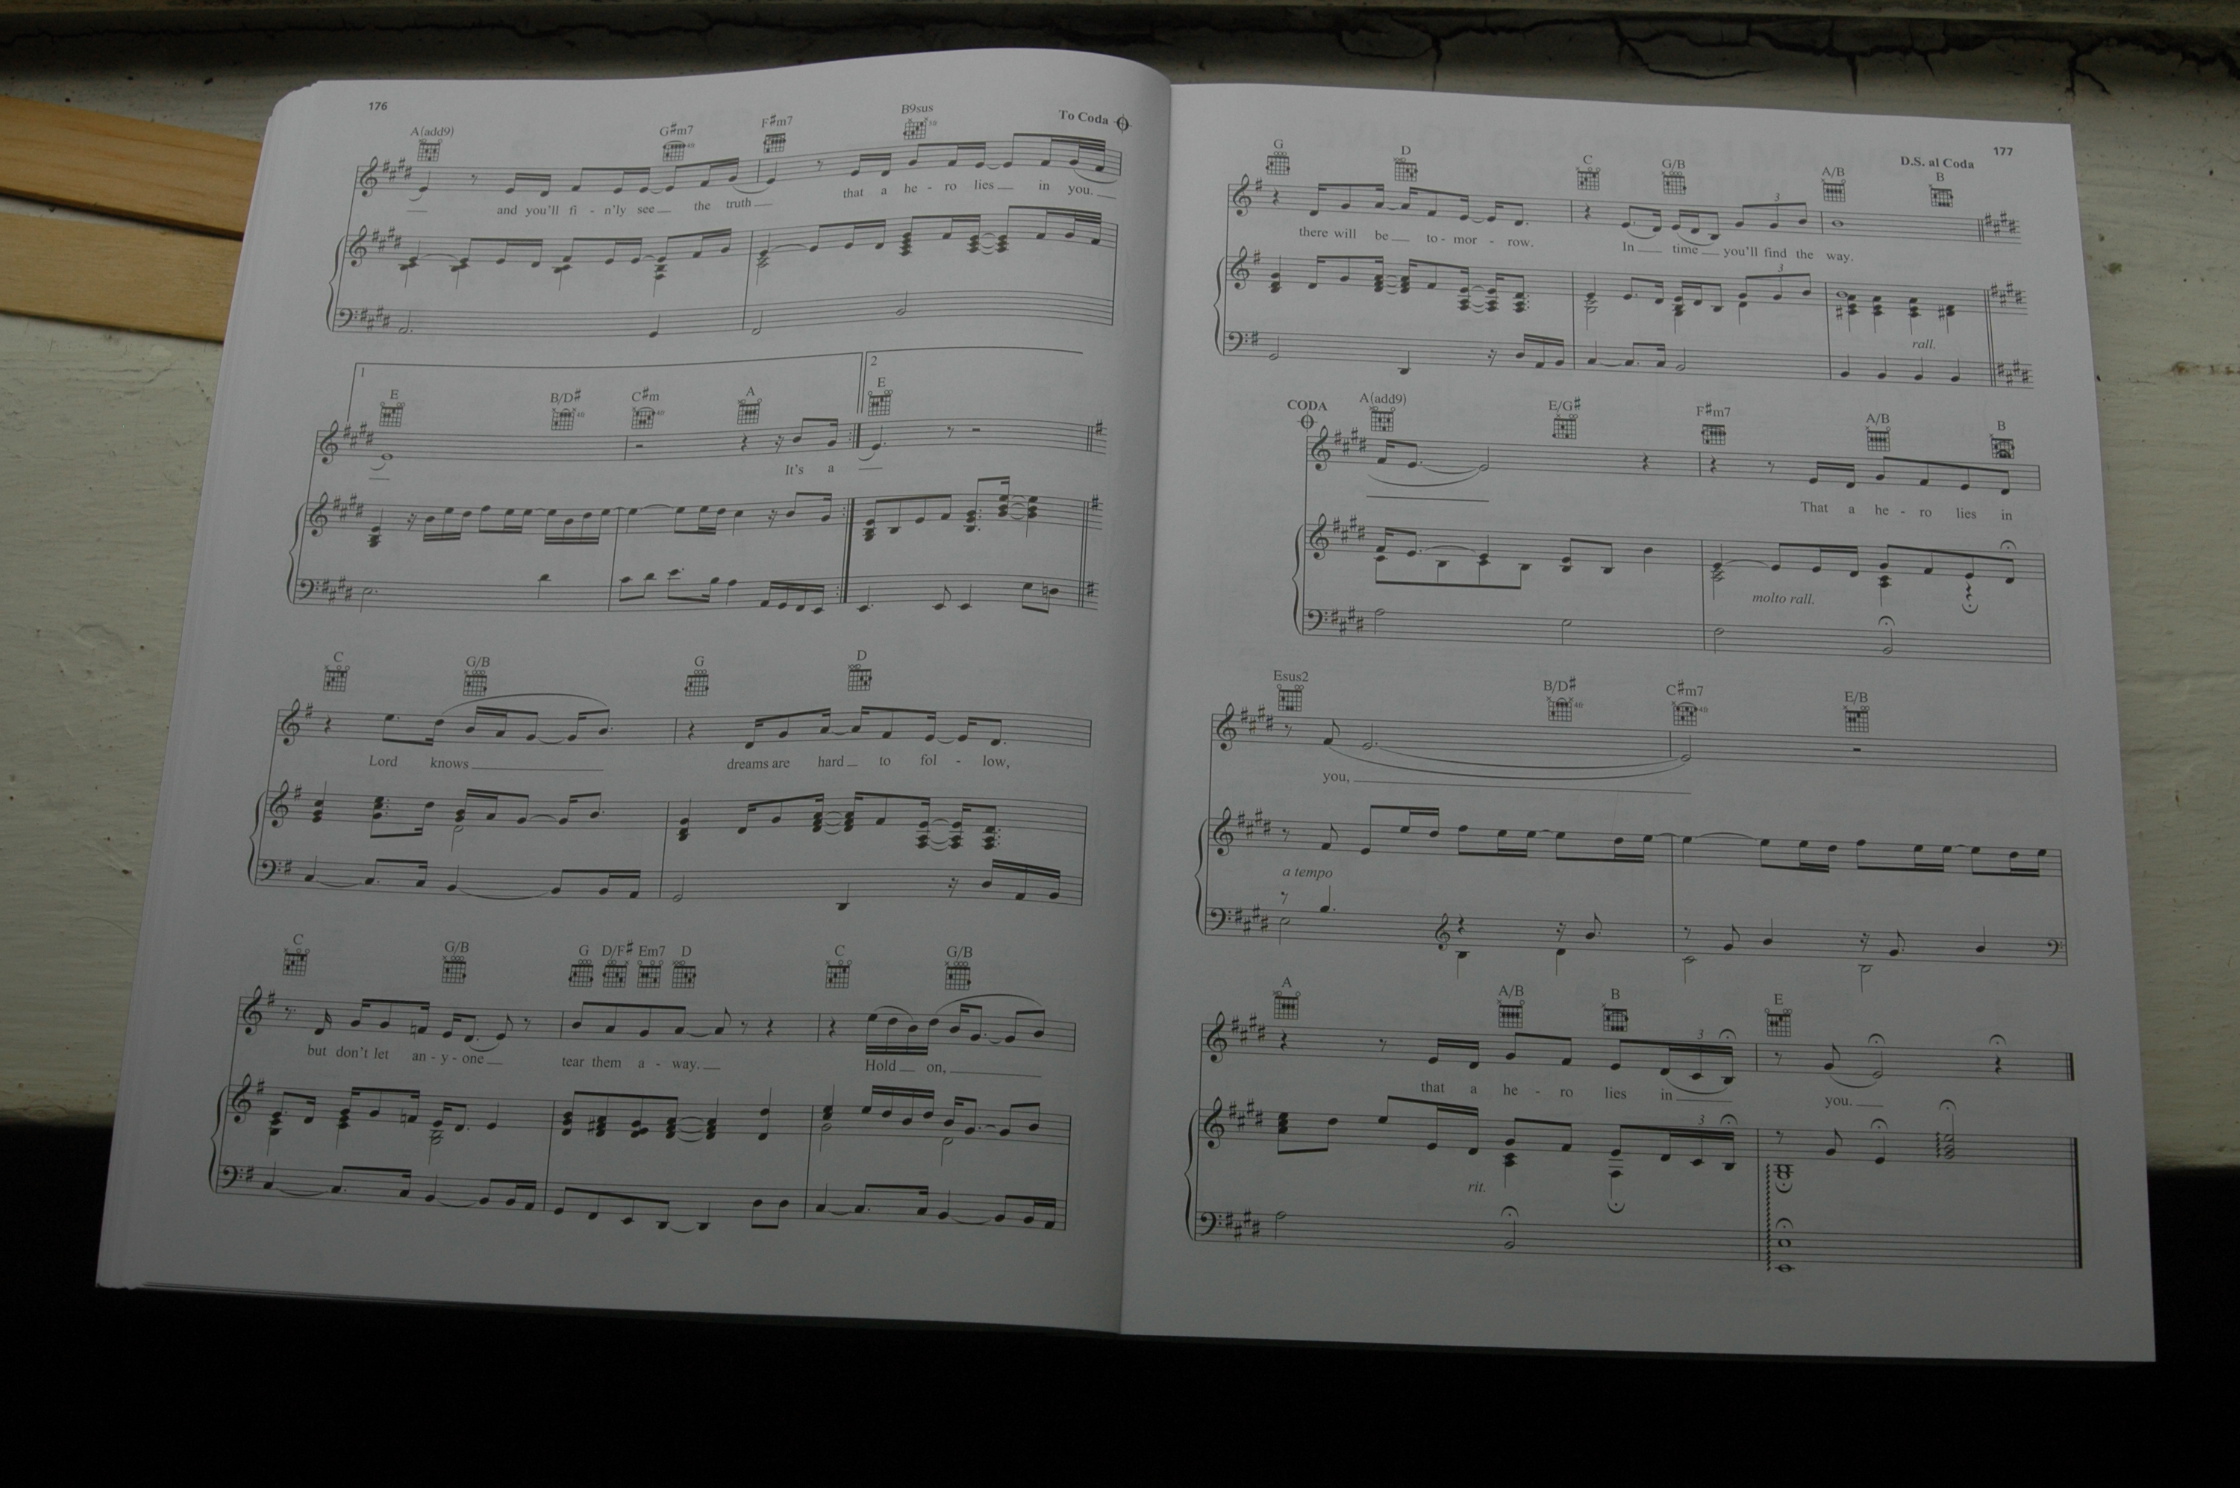 176
To Coda
A(add9) G#m7 F#m7 B9sus
and you'll fi - n'ly see the truth that a he - ro lies in you.
1 2
E B/D# C#m A E
It's a
C G/B G D
Lord knows dreams are hard to fol - low,
C G/B G D/F# Em7 D C G/B
but don't let an - y - one tear them a - way. Hold on,
177
D.S. al Coda
G D C G/B A/B B
3
there will be to - mor - row. In time you'll find the way.
3
rall.
CODA
A(add9) E/G# F#m7 A/B B
That a he - ro lies in
molto rall.
Esus2 B/D# C#m7 E/B
you,
a tempo
A A/B B E
3
that a he - ro lies in you.
3
rit.